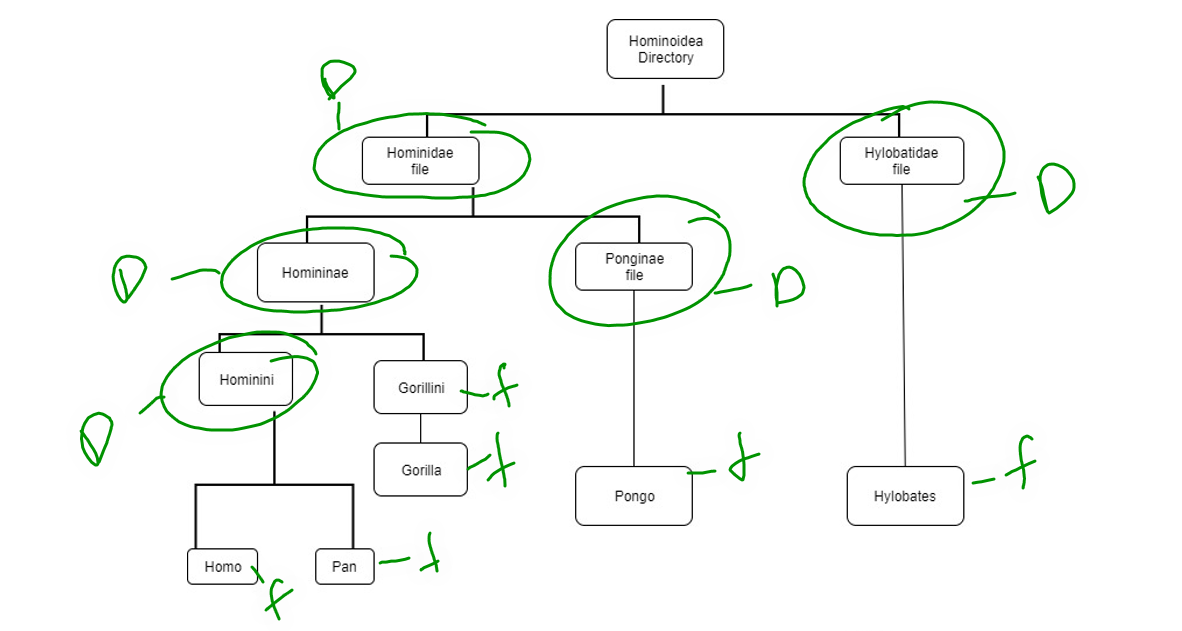 Hominoidea
Directory
D
Hominidae
file
Hylobatidae
file
D
D
Homininae
Ponginae
file
D
Hominini
Gorillini
f
D
Gorilla
f
Pongo
f
Hylobates
f
Homo
f
Pan
f